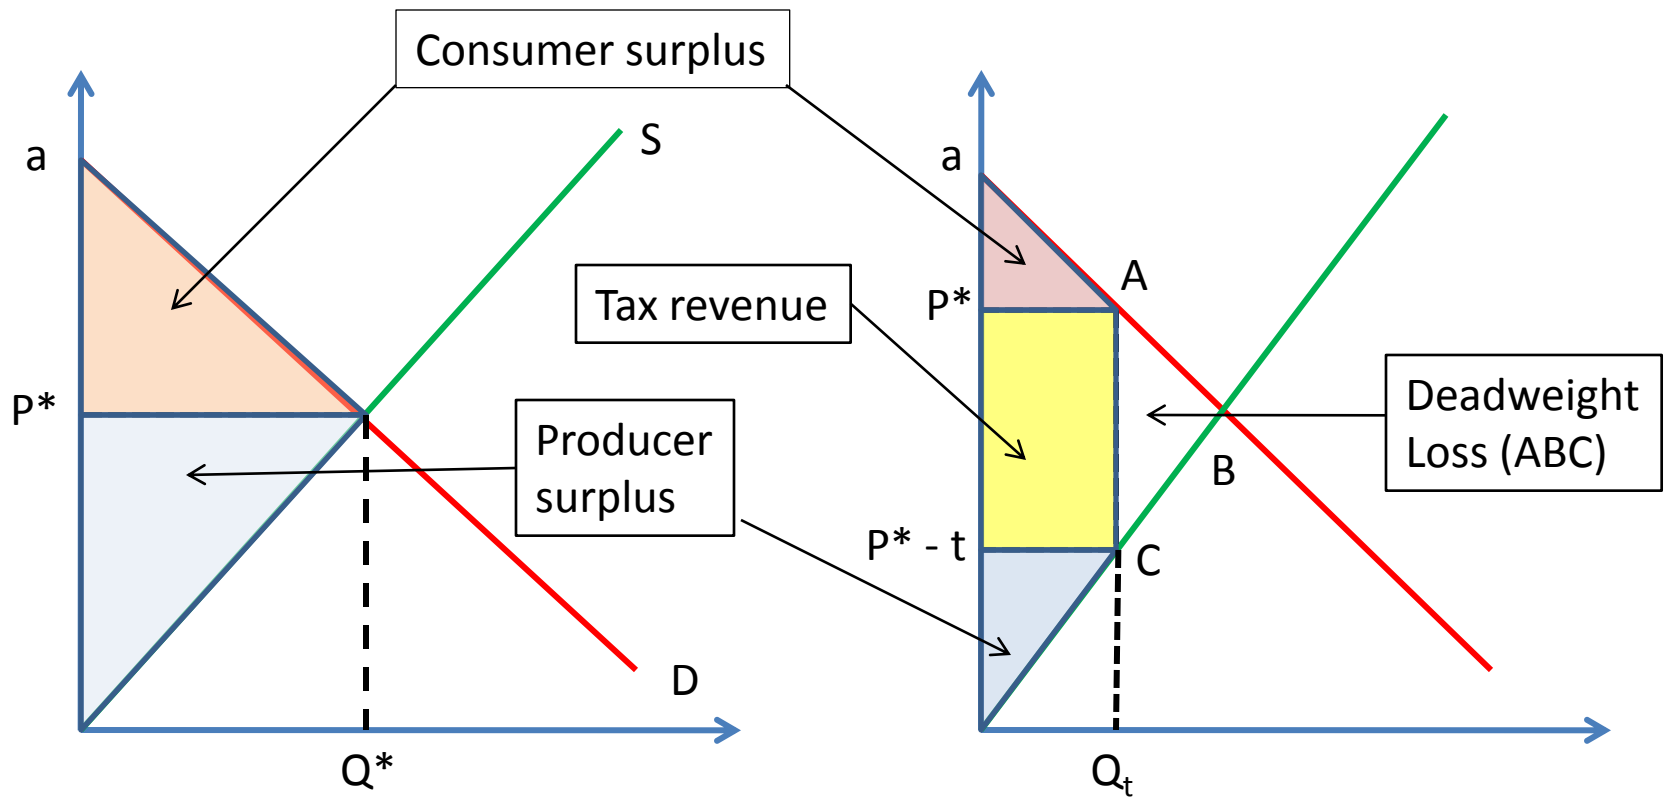 Consumer surplus
a
S
P*
Q*
D
Producer
surplus
Tax revenue
a
A
P*
P* - t
B
C
Deadweight
Loss (ABC)
Qt